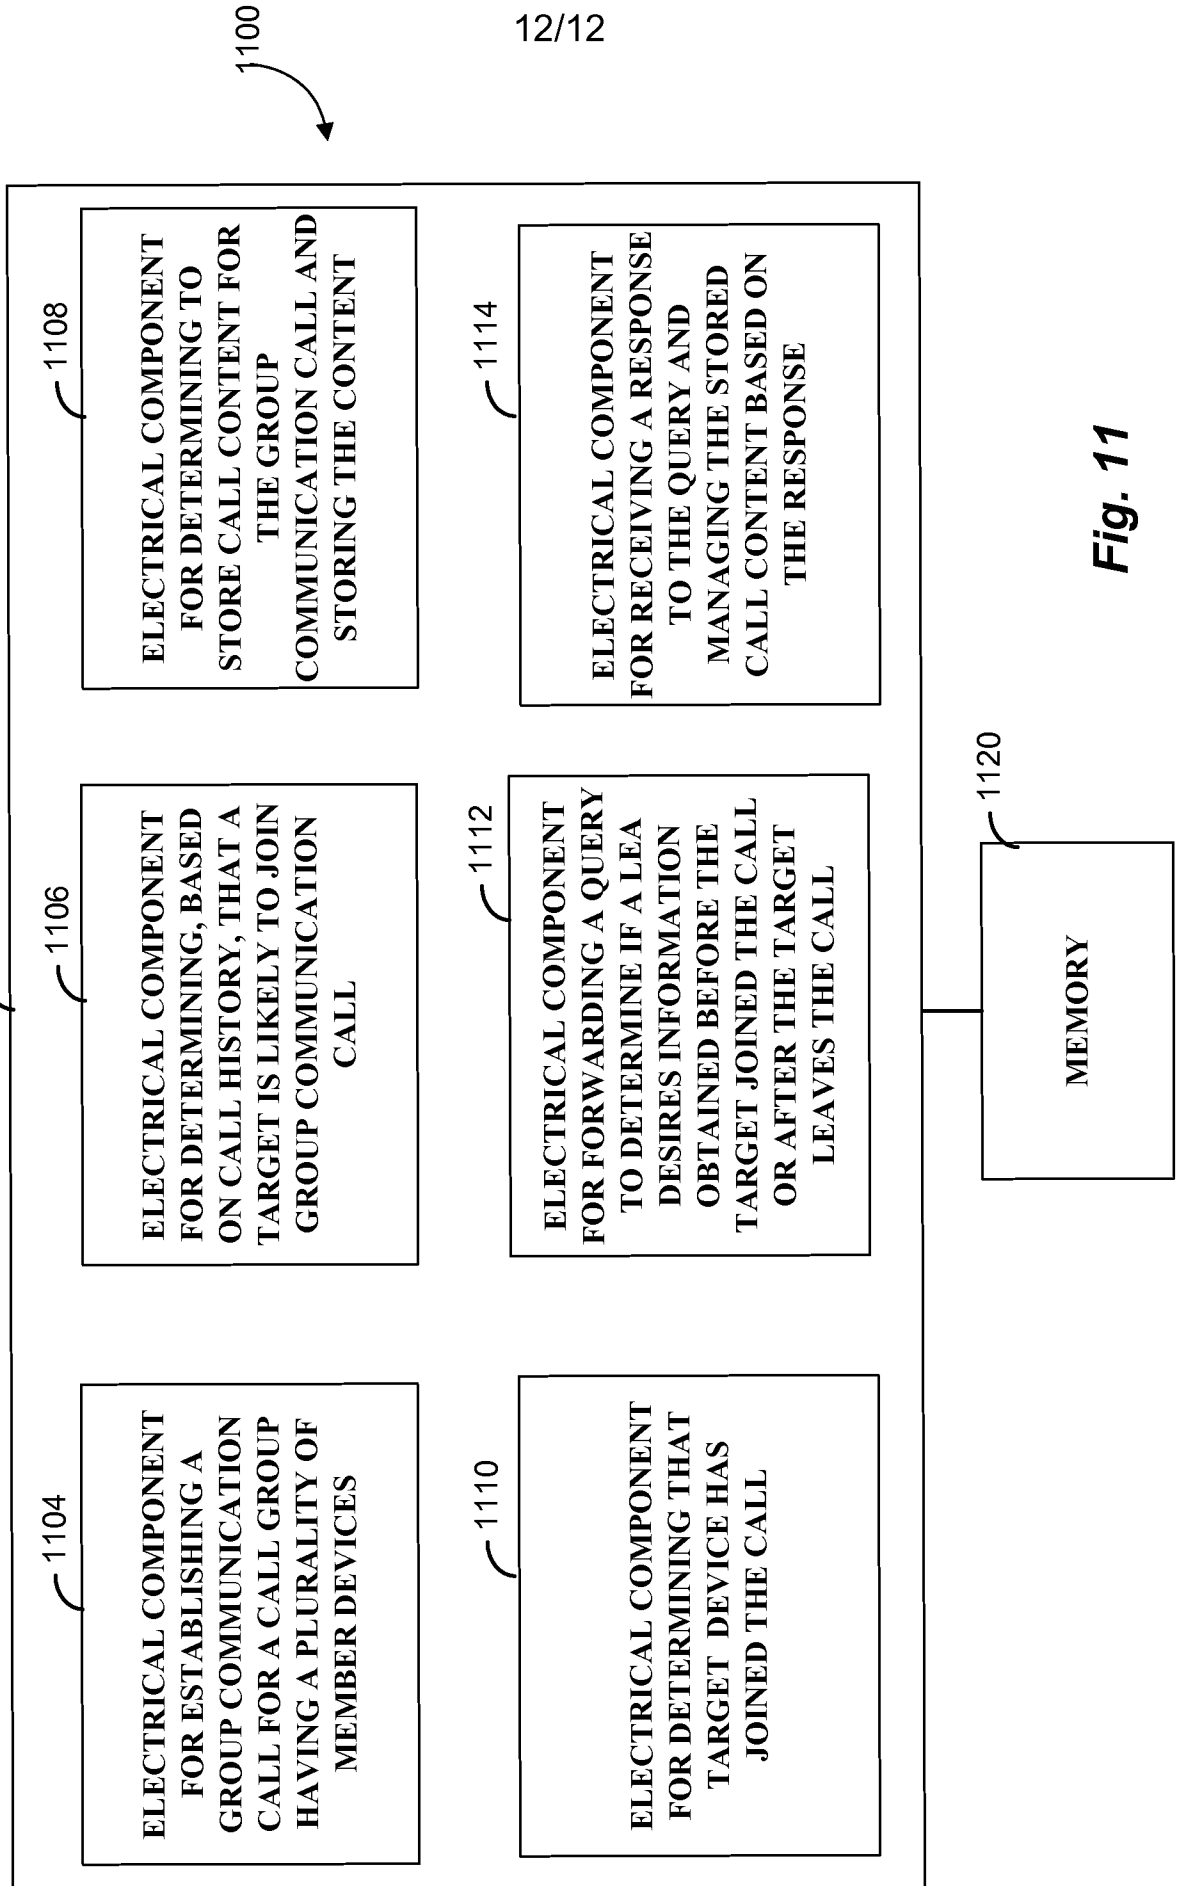 12/12
1100
1104
ELECTRICAL COMPONENT
FOR ESTABLISHING A
GROUP COMMUNICATION
CALL FOR A CALL GROUP
HAVING A PLURALITY OF
MEMBER DEVICES
1106
ELECTRICAL COMPONENT
FOR DETERMINING, BASED
ON CALL HISTORY, THAT A
TARGET IS LIKELY TO JOIN
GROUP COMMUNICATION
CALL
1108
ELECTRICAL COMPONENT
FOR DETERMINING TO
STORE CALL CONTENT FOR
THE GROUP
COMMUNICATION CALL AND
STORING THE CONTENT
1110
ELECTRICAL COMPONENT
FOR DETERMINING THAT
TARGET DEVICE HAS
JOINED THE CALL
1112
ELECTRICAL COMPONENT
FOR FORWARDING A QUERY
TO DETERMINE IF A LEA
DESIRES INFORMATION
OBTAINED BEFORE THE
TARGET JOINED THE CALL
OR AFTER THE TARGET
LEAVES THE CALL
1114
ELECTRICAL COMPONENT
FOR RECEIVING A RESPONSE
TO THE QUERY AND
MANAGING THE STORED
CALL CONTENT BASED ON
THE RESPONSE
1120
MEMORY
Fig. 11